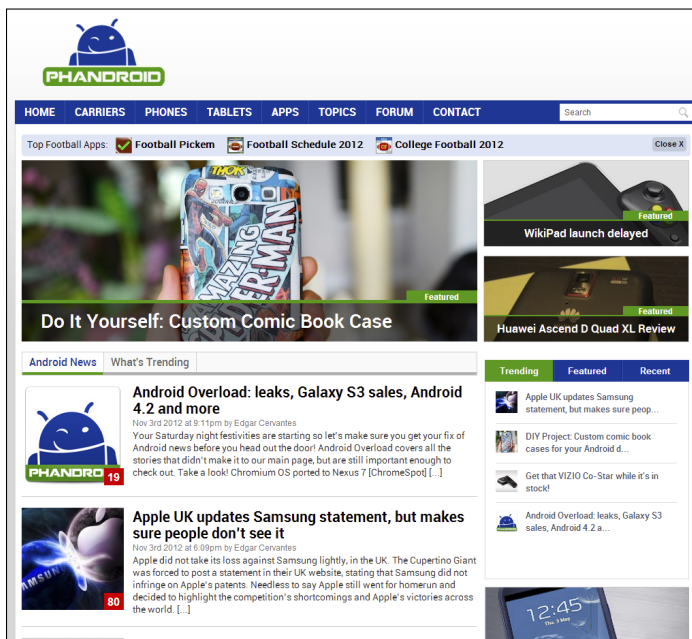 PHANDROID
HOME CARRIERS PHONES TABLETS APPS TOPICS FORUM CONTACT Search
Top Football Apps: Football Pickem Football Schedule 2012 College Football 2012 Close X
THOR
AMAZING
SPIDER-MAN
Featured
Do It Yourself: Custom Comic Book Case
Featured
WikiPad launch delayed
Featured
Huawei Ascend D Quad XL Review
Android News What's Trending
Android Overload: leaks, Galaxy S3 sales, Android
4.2 and more
Nov 3rd 2012 at 9:11pm by Edgar Cervantes
Your Saturday night festivities are starting so let's make sure you get your fix of
Android news before you head out the door! Android Overload covers all the
stories that didn't make it to our main page, but are still important enough to
check out. Take a look! Chromium OS ported to Nexus 7 [ChromeSpot] [...]
PHANDRO 19
Apple UK updates Samsung statement, but makes
sure people don't see it
Nov 3rd 2012 at 6:09pm by Edgar Cervantes
Apple did not take its loss against Samsung lightly, in the UK. The Cupertino Giant
was forced to post a statement in their UK website, stating that Samsung did not
infringe on Apple's patents. Needless to say Apple still went for homerun and
decided to highlight the competition's shortcomings and Apple's victories across
the world. [...]
80
Trending Featured Recent
Apple UK updates Samsung
statement, but makes sure peop...
DIY Project: Custom comic book
cases for your Android d...
Get that VIZIO Co-Star while it's in
stock!
Android Overload: leaks, Galaxy S3
sales, Android 4.2 a...
12:45
Thu, 3 May